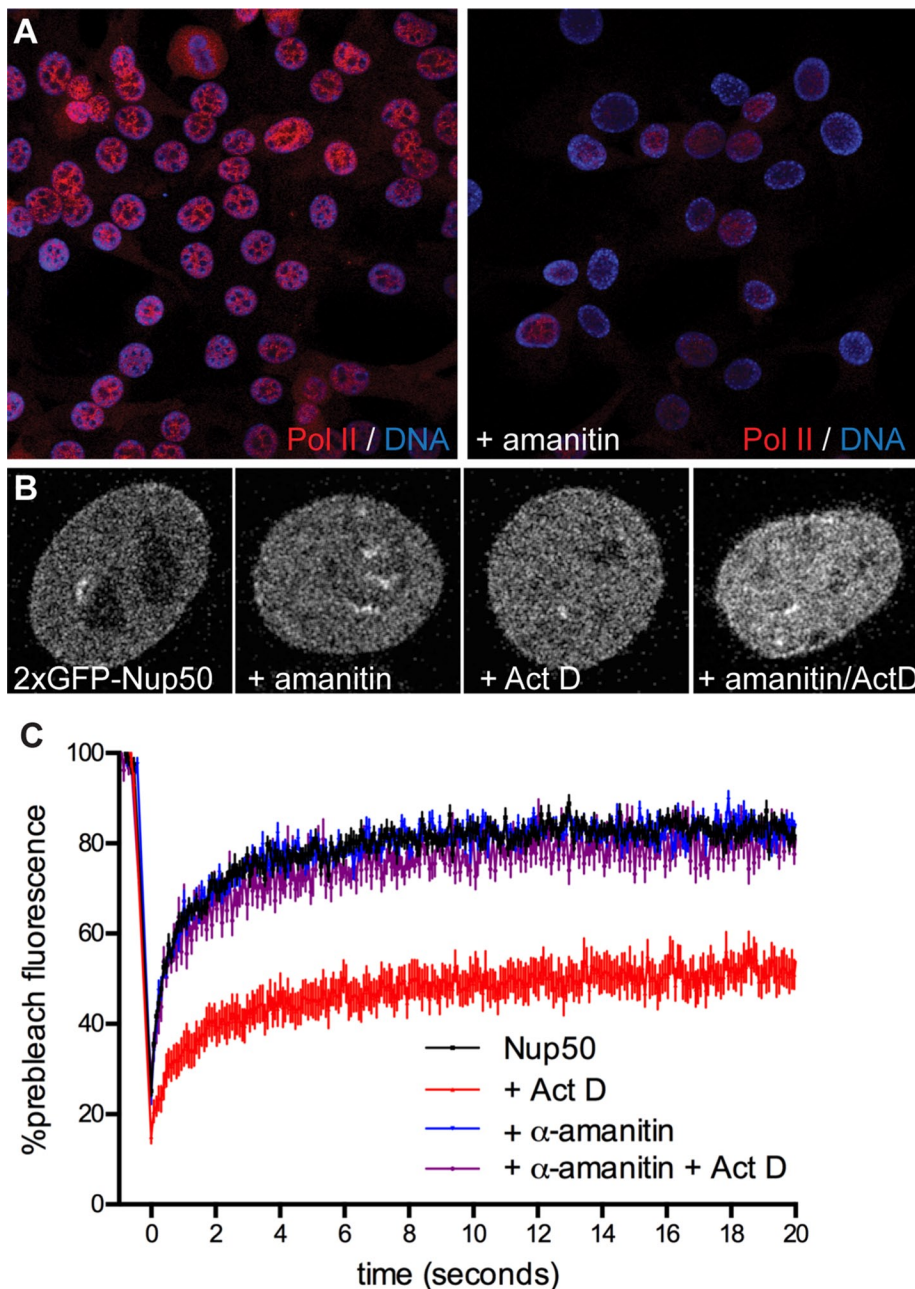 A
Pol II / DNA
+ amanitin
Pol II / DNA
B
2xGFP-Nup50
+ amanitin
+ Act D
+ amanitin/ActD
C
100
80
60
40
20
0
%prebleach fluorescence
Nup50
+ Act D
+ α-amanitin
+ α-amanitin + Act D
0 2 4 6 8 10 12 14 16 18 20
time (seconds)